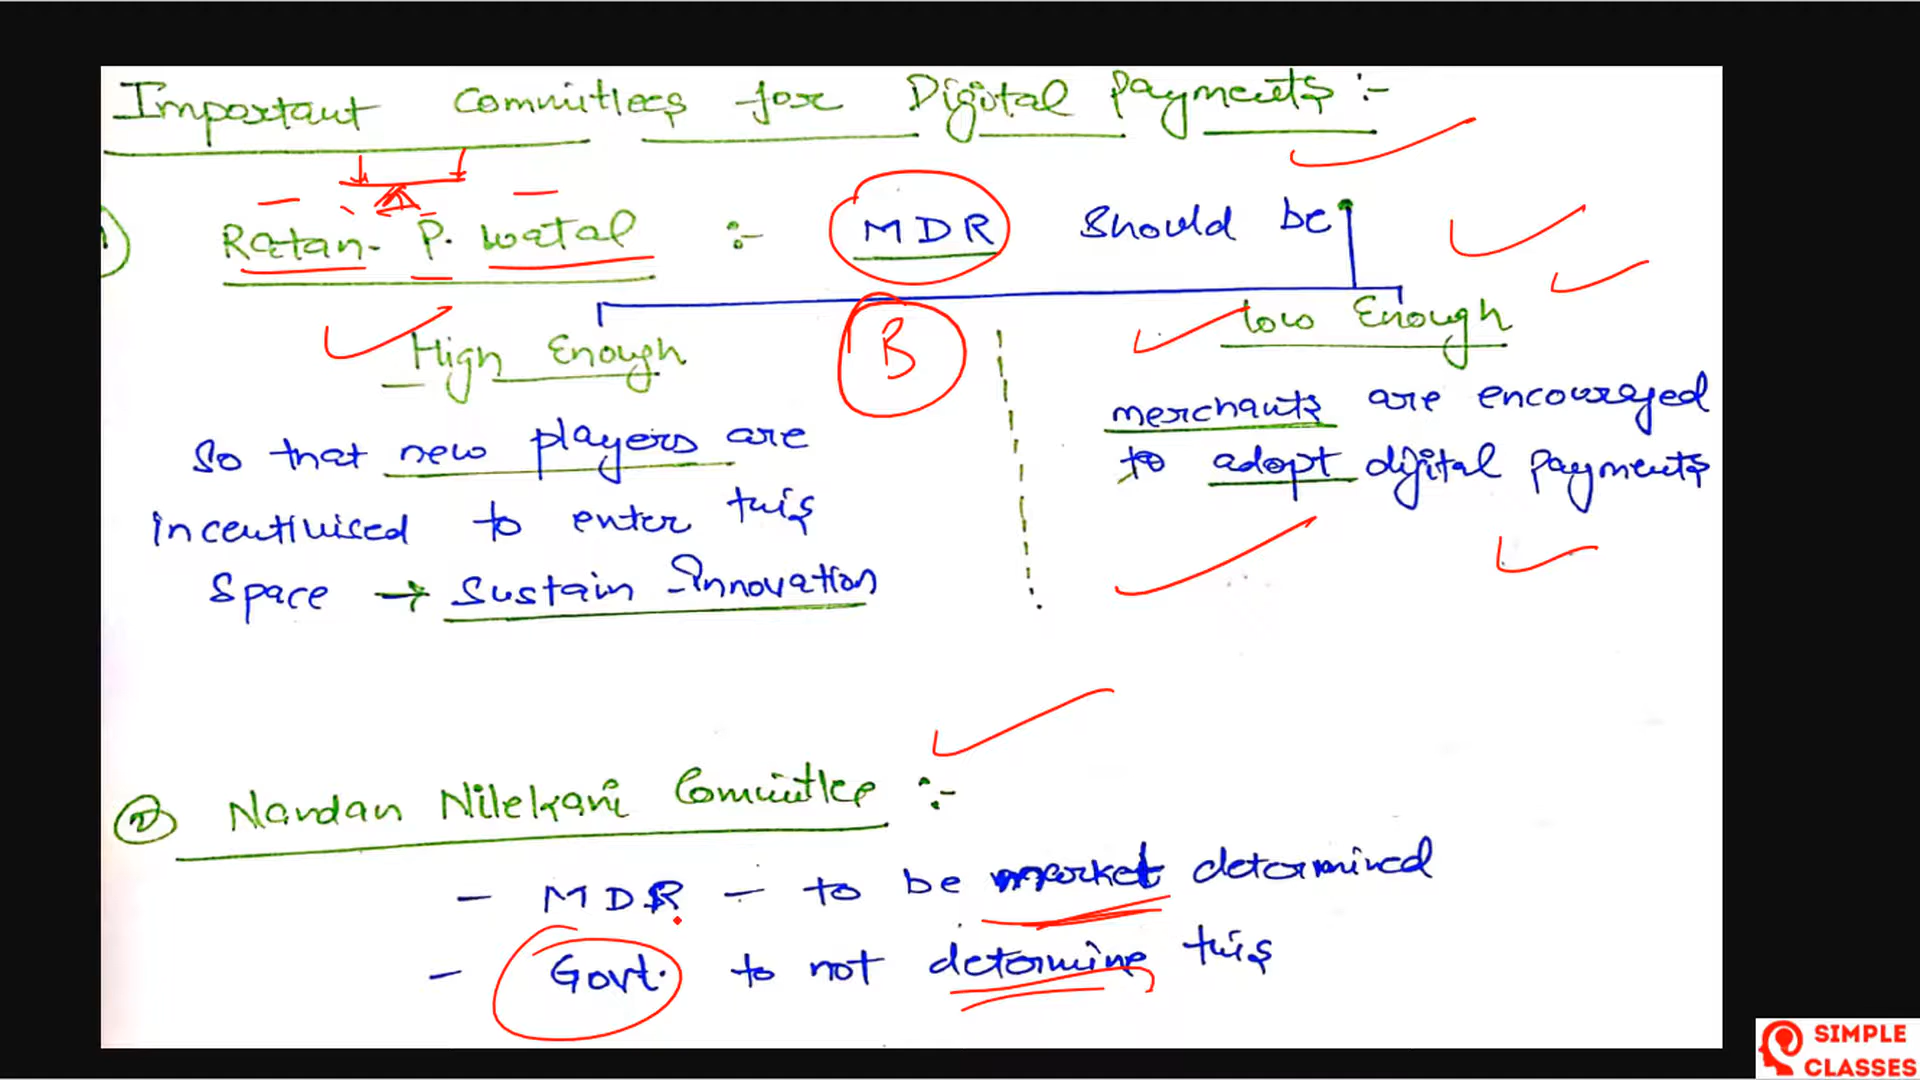 Important Committees for Digital Payments :-
1) Ratan. P. Watal :- MDR Should be
High Enough B low Enough
So that new players are
incentivised to enter this
Space → Sustain Innovation
merchants are encouraged
to adopt digital payments
2 Nandan Nilekani Committee :-
- MDR - to be market determined
- Govt. to not determine this
SIMPLE
CLASSES